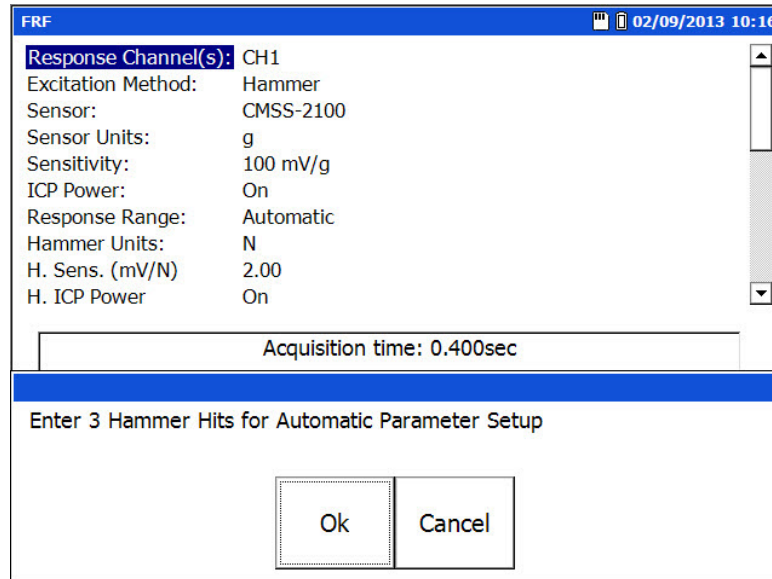 FRF 02/09/2013 10:16
Response Channel(s): CH1
Excitation Method: Hammer
Sensor: CMSS-2100
Sensor Units: g
Sensitivity: 100 mV/g
ICP Power: On
Response Range: Automatic
Hammer Units: N
H. Sens. (mV/N) 2.00
H. ICP Power On
Acquisition time: 0.400sec
Enter 3 Hammer Hits for Automatic Parameter Setup
Ok Cancel